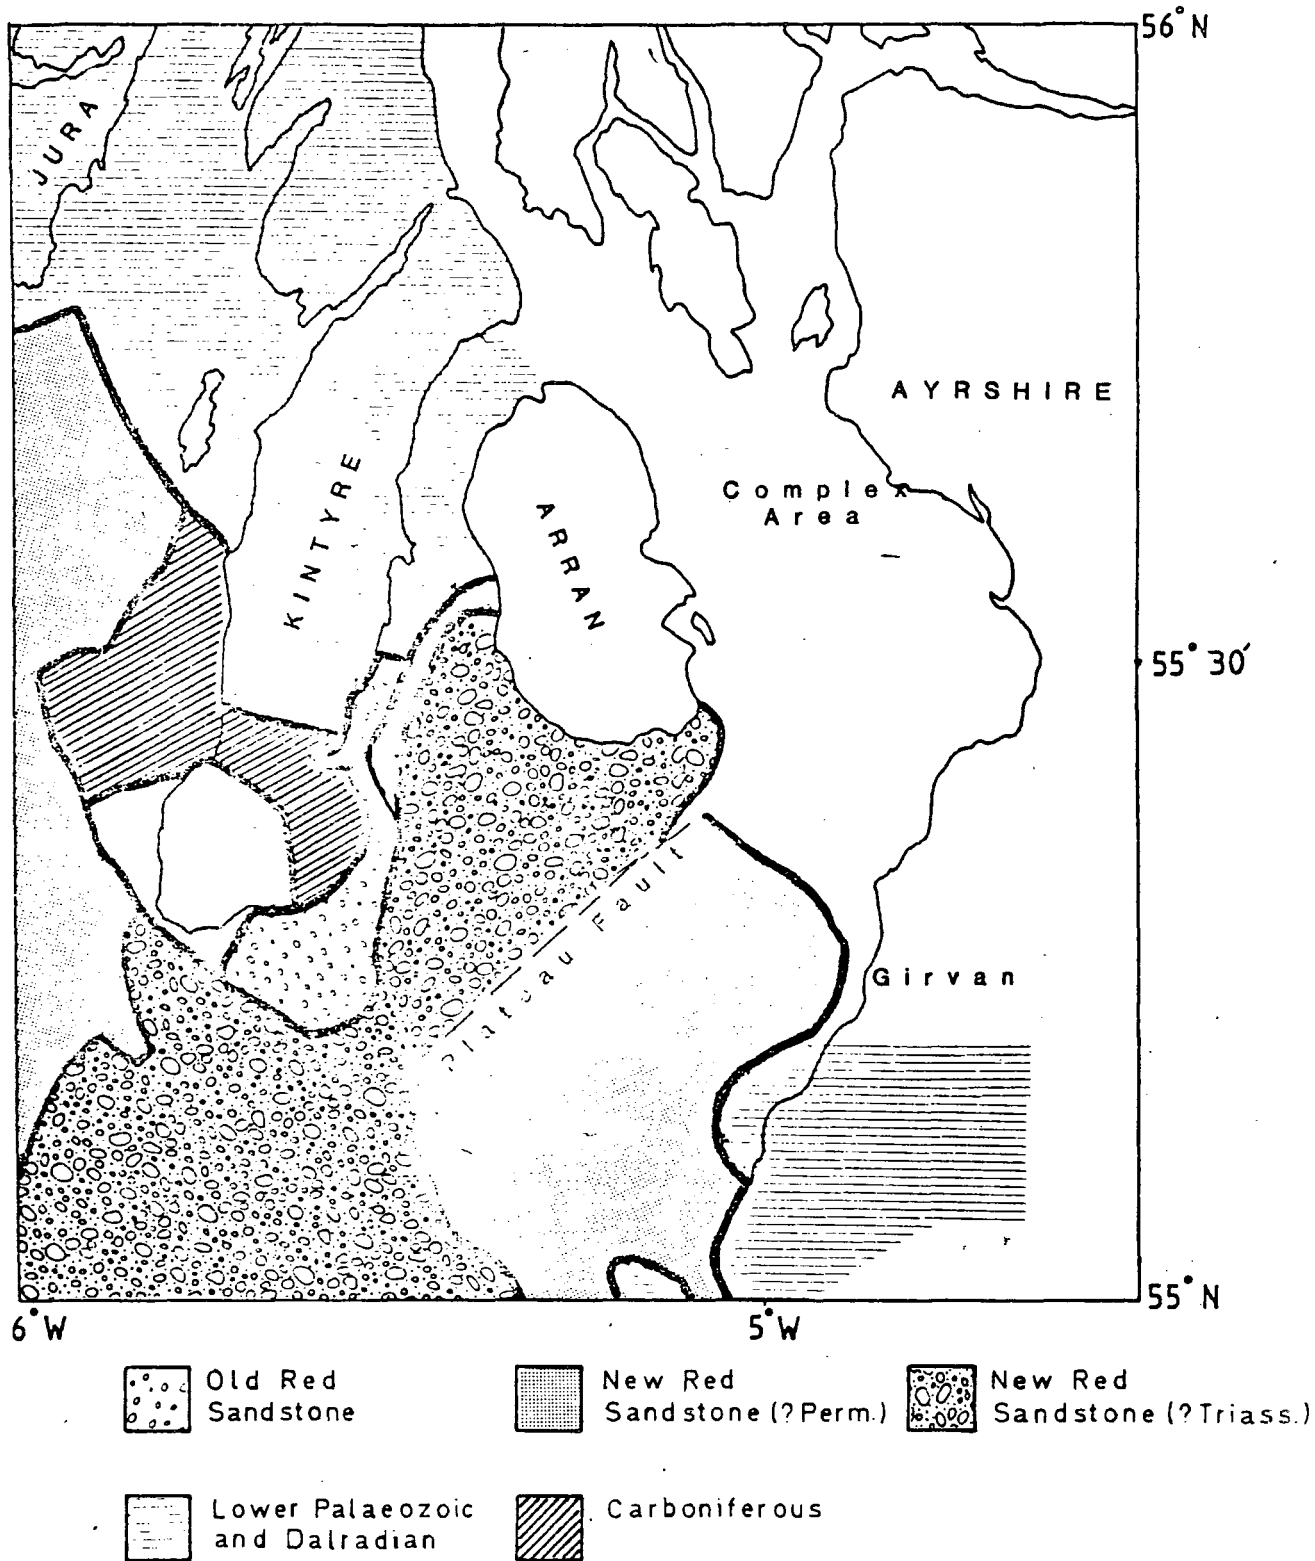 56° N
JURA
AYRSHIRE
Complex
Area
KINTYRE
ARRAN
55° 30'
Plateau Fault
Girvan
55° N
6° W
5° W
Old Red
Sandstone
New Red
Sandstone (?Perm.)
New Red
Sandstone (?Triass.)
Lower Palaeozoic
and Dalradian
Carboniferous